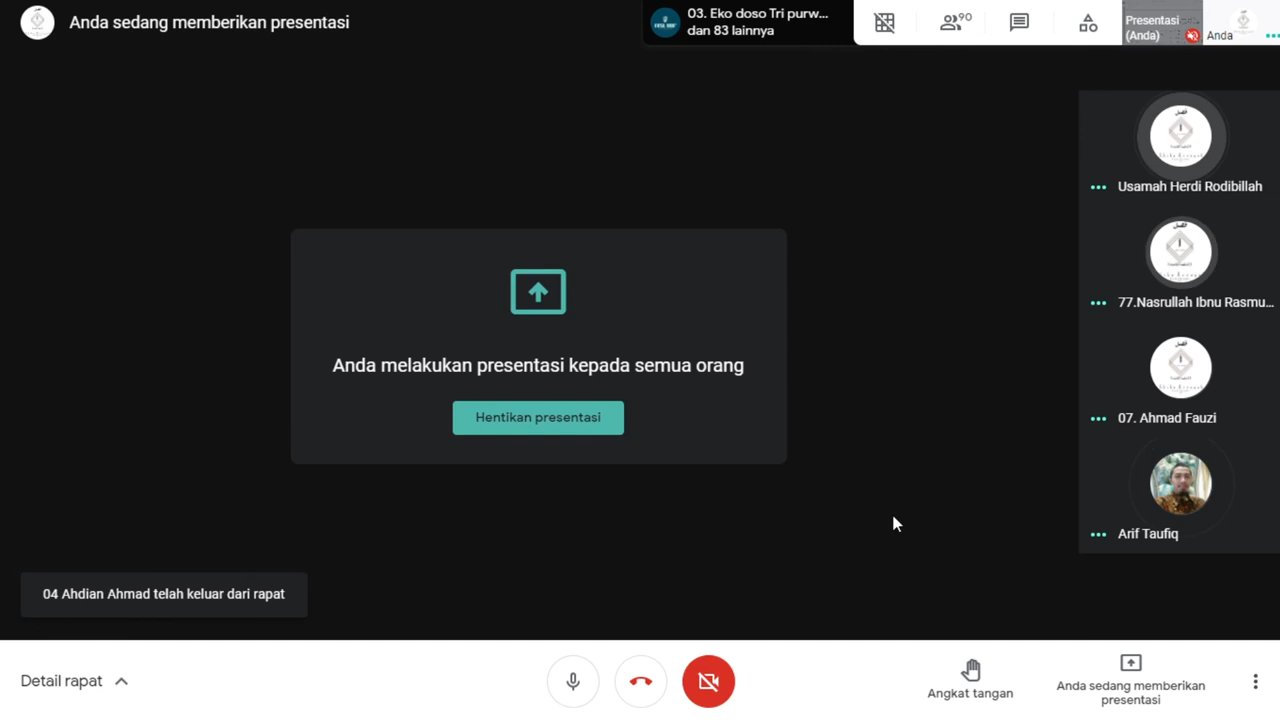 Anda sedang memberikan presentasi
03. Eko doso Tri purw...
dan 83 lainnya
90
Presentasi
(Anda)
Anda
Usamah Herdi Rodibillah
77.Nasrullah Ibnu Rasmu...
07. Ahmad Fauzi
Arif Taufiq
Anda melakukan presentasi kepada semua orang
Hentikan presentasi
04 Ahdian Ahmad telah keluar dari rapat
Detail rapat
Angkat tangan
Anda sedang memberikan
presentasi